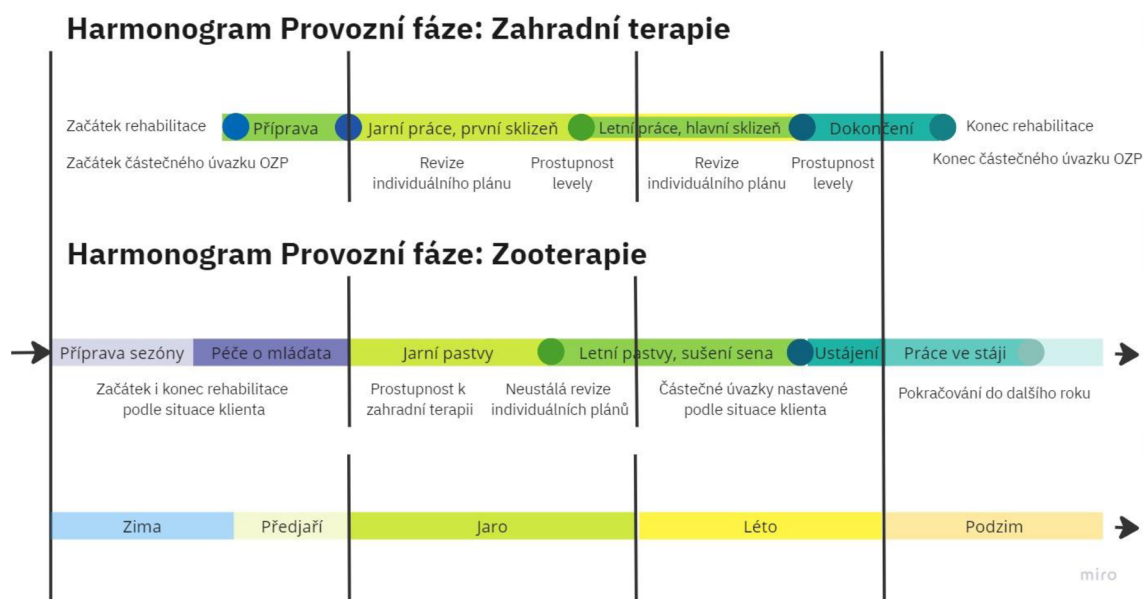 Harmonogram Provozní fáze: Zahradní terapie
Začátek rehabilitace
Příprava
Jarní práce, první sklizeň
Letní práce, hlavní sklizeň
Dokončení
Konec rehabilitace
Začátek částečného úvazku OZP
Revize
individuálního plánu
Prostupnost
levely
Revize
individuálního plánu
Prostupnost
levely
Konec částečného úvazku OZP
Harmonogram Provozní fáze: Zooterapie
Příprava sezóny
Péče o mláďata
Jarní pastvy
Letní pastvy, sušení sena
Ustájení
Práce ve stáji
Začátek i konec rehabilitace
podle situace klienta
Prostupnost k
zahradní terapii
Neustálá revize
individuálních plánů
Částečné úvazky nastavené
podle situace klienta
Pokračování do dalšího roku
Zima
Předjaří
Jaro
Léto
Podzim
miro